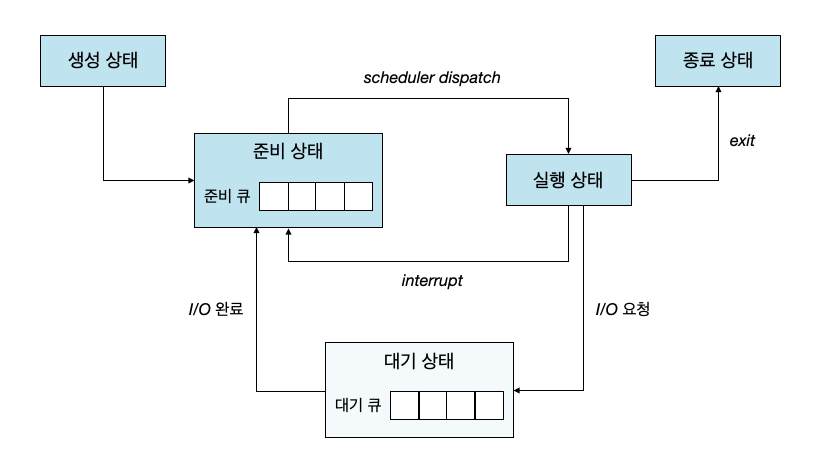 생성 상태
종료 상태
scheduler dispatch
exit
준비 상태
준비 큐
실행 상태
interrupt
I/O 완료
I/O 요청
대기 상태
대기 큐